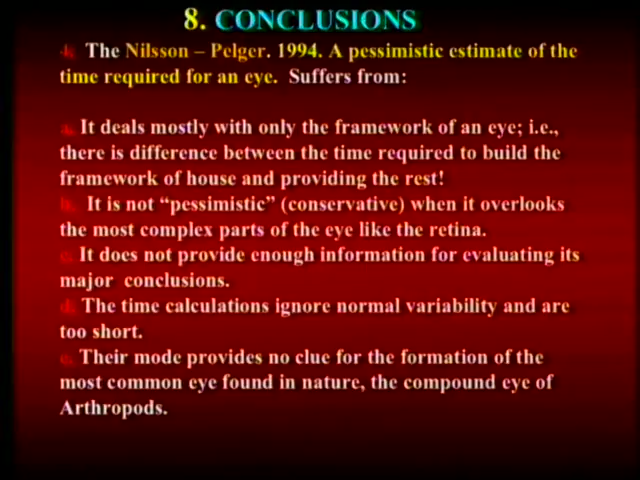 8. CONCLUSIONS
The Nilsson – Pelger. 1994. A pessimistic estimate of the
time required for an eye. Suffers from:
a. It deals mostly with only the framework of an eye; i.e.,
there is difference between the time required to build the
framework of house and providing the rest!
b. It is not “pessimistic” (conservative) when it overlooks
the most complex parts of the eye like the retina.
c. It does not provide enough information for evaluating its
major conclusions.
d. The time calculations ignore normal variability and are
too short.
e. Their mode provides no clue for the formation of the
most common eye found in nature, the compound eye of
Arthropods.